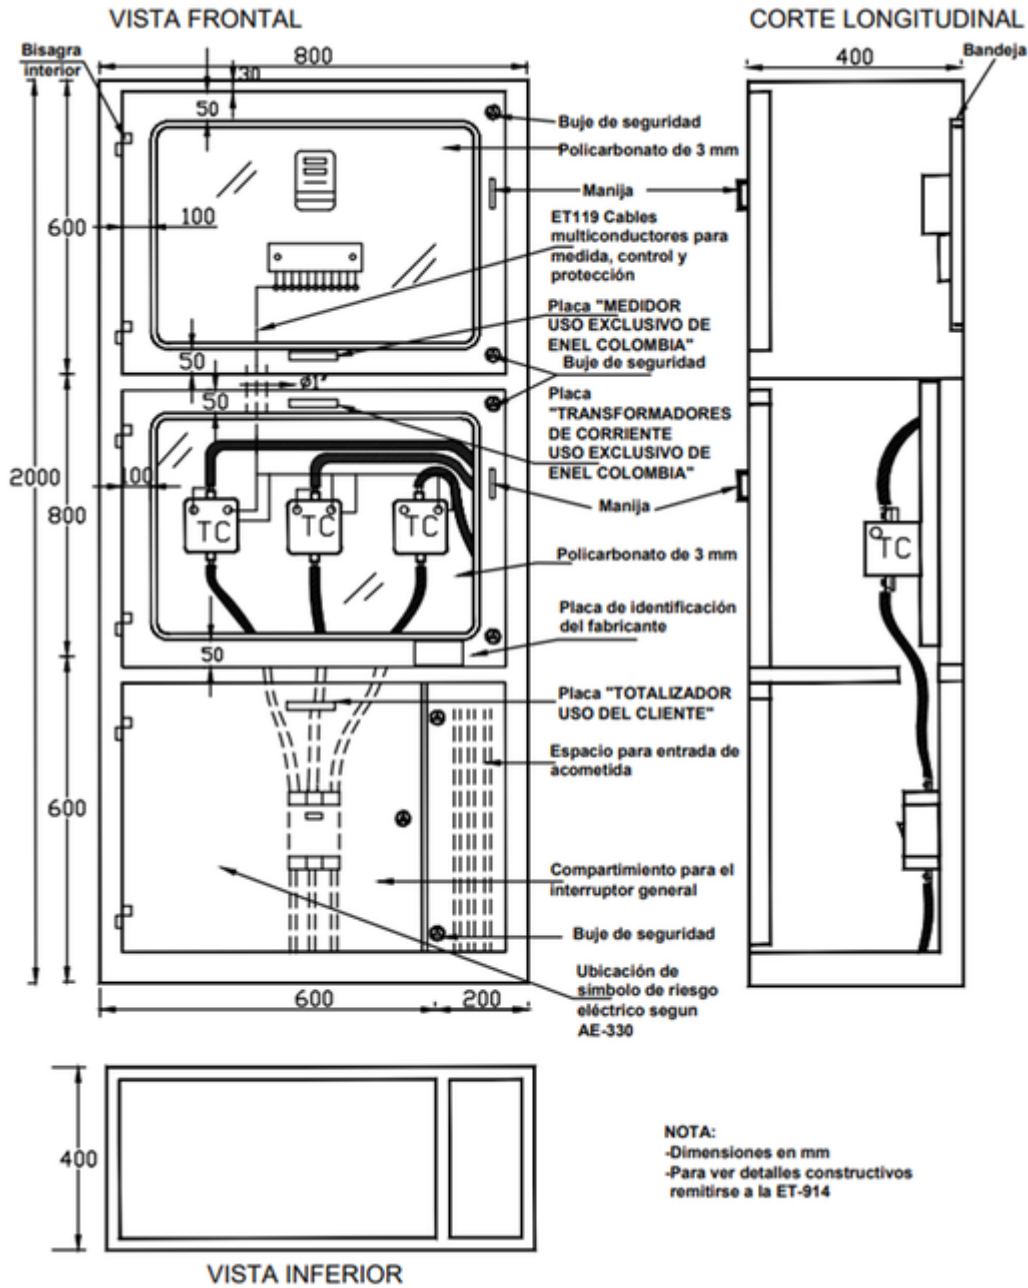 VISTA FRONTAL
CORTE LONGITUDINAL
Bisagra
interior
800
30
50
400
Bandeja
Buje de seguridad
Policarbonato de 3 mm
Manija
600
100
ET119 Cables
multiconductores para
medida, control y
protección
Placa "MEDIDOR
USO EXCLUSIVO DE
ENEL COLOMBIA"
Buje de seguridad
50
ø1"
50
Placa
"TRANSFORMADORES
DE CORRIENTE
USO EXCLUSIVO DE
ENEL COLOMBIA"
2000
100
800
Manija
TC
TC
TC
TC
Policarbonato de 3 mm
Placa de identificación
del fabricante
50
Placa "TOTALIZADOR
USO DEL CLIENTE"
Espacio para entrada de
acometida
600
Compartimiento para el
interruptor general
Buje de seguridad
Ubicación de
símbolo de riesgo
eléctrico segun
AE-330
600
200
400
NOTA:
-Dimensiones en mm
-Para ver detalles constructivos
remitirse a la ET-914
VISTA INFERIOR